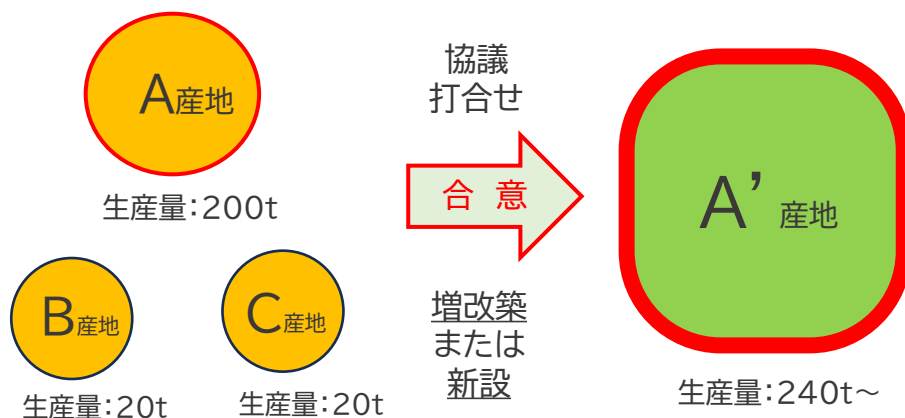 A産地
生産量：200t
B産地
生産量：20t
C産地
生産量：20t
協議
打合せ
合 意
増改築
または
新設
A’ 産地
生産量：240t～